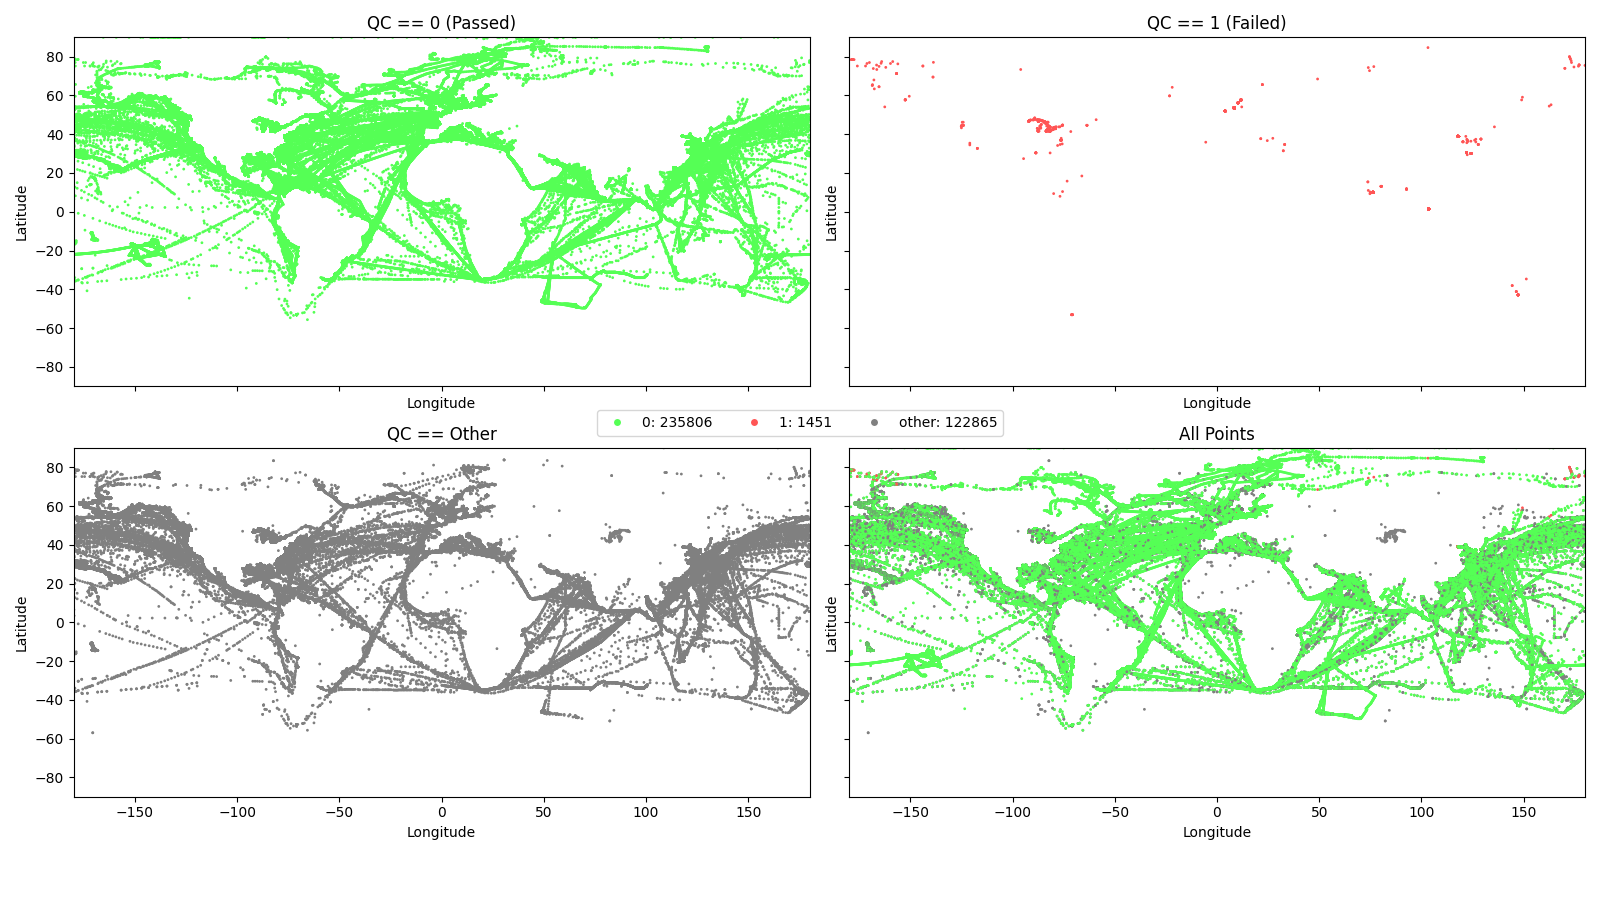 QC == 0 (Passed)
QC == 1 (Failed)
80
60
40
20
0
−20
−40
−60
−80
Latitude
Latitude
Longitude
Longitude
0: 235806
1: 1451
other: 122865
QC == Other
All Points
80
60
40
20
0
−20
−40
−60
−80
Latitude
Latitude
−150
−100
−50
0
50
100
150
−150
−100
−50
0
50
100
150
Longitude
Longitude